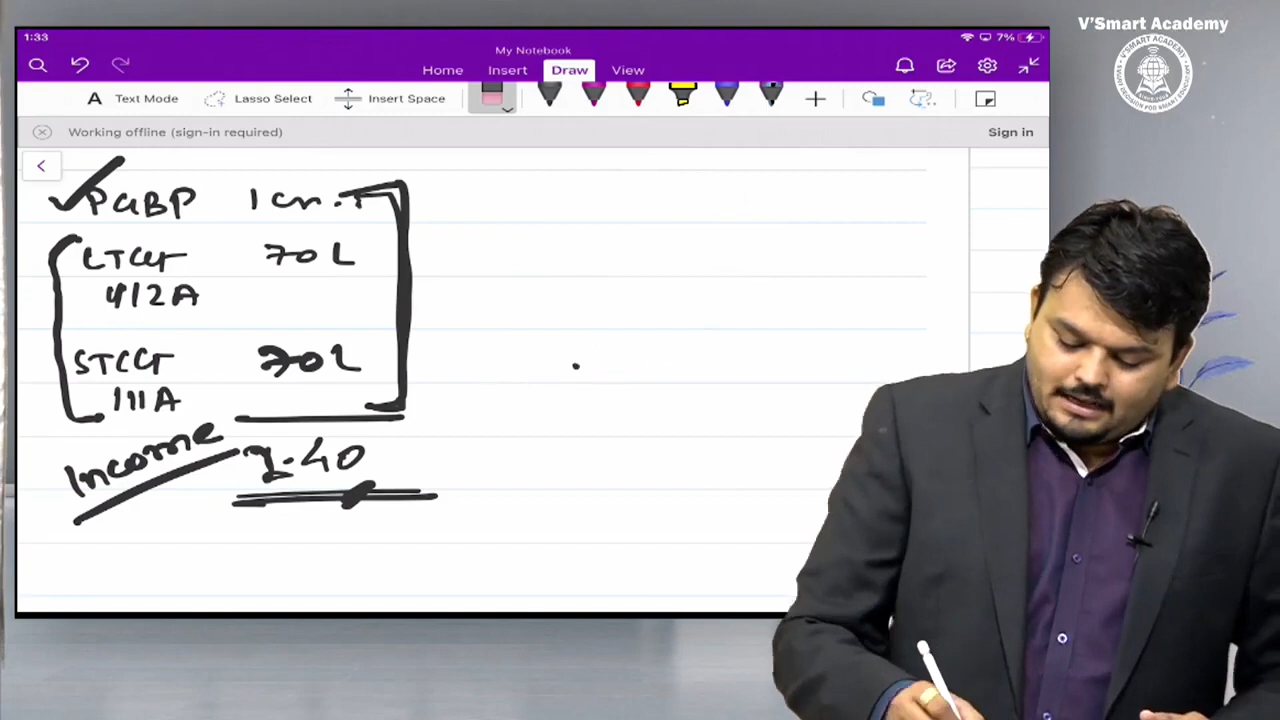 V'Smart Academy
1:33
7%
My Notebook
Home Insert Draw View
A Text Mode Lasso Select Insert Space
Working offline (sign-in required) Sign in
PGBP 1 cr.
LTCG 70 L
112A
STCG 70L
111A
Income 2.40